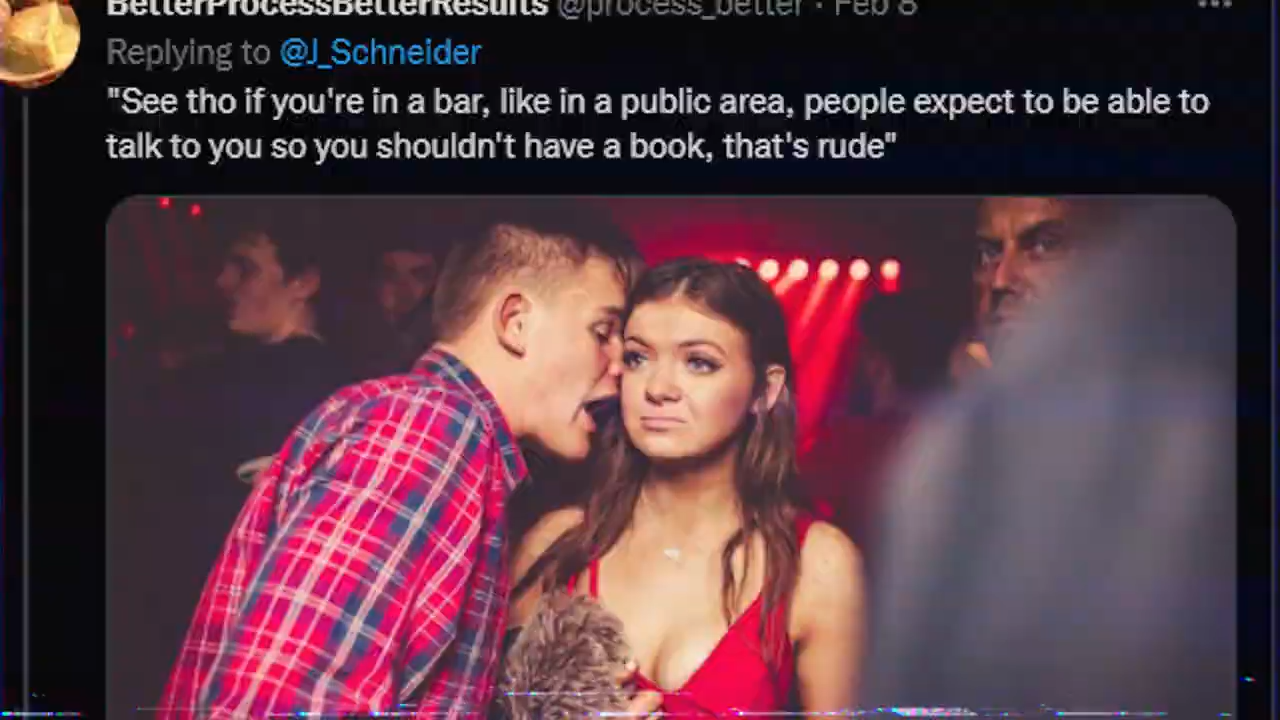 BetterProcessBetterResults @process_better · Feb 8
Replying to @J_Schneider
"See tho if you're in a bar, like in a public area, people expect to be able to
talk to you so you shouldn't have a book, that's rude"